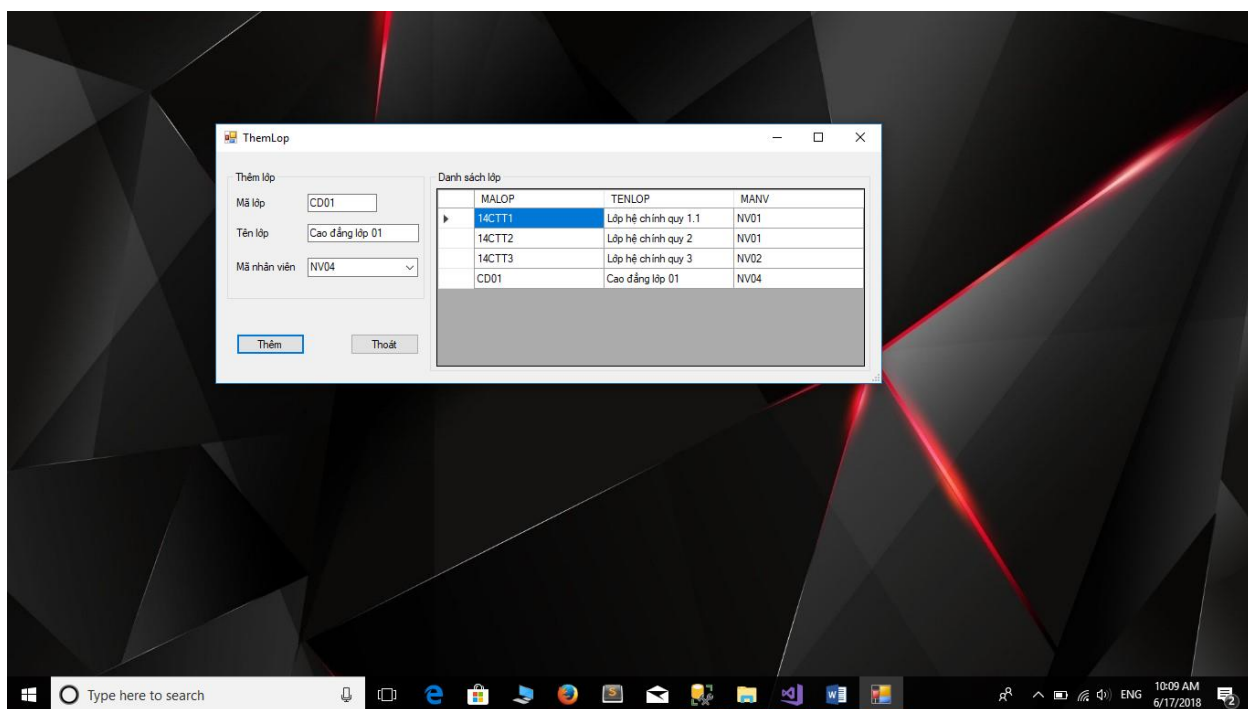 ThemLop
Thêm lớp
Mã lớp CD01
Tên lớp Cao đẳng lớp 01
Mã nhân viên NV04
Thêm Thoát
Danh sách lớp
MALOP TENLOP MANV
14CTT1 Lớp hệ chính quy 1.1 NV01
14CTT2 Lớp hệ chính quy 2 NV01
14CTT3 Lớp hệ chính quy 3 NV02
CD01 Cao đẳng lớp 01 NV04
Type here to search
ENG
10:09 AM
6/17/2018
2